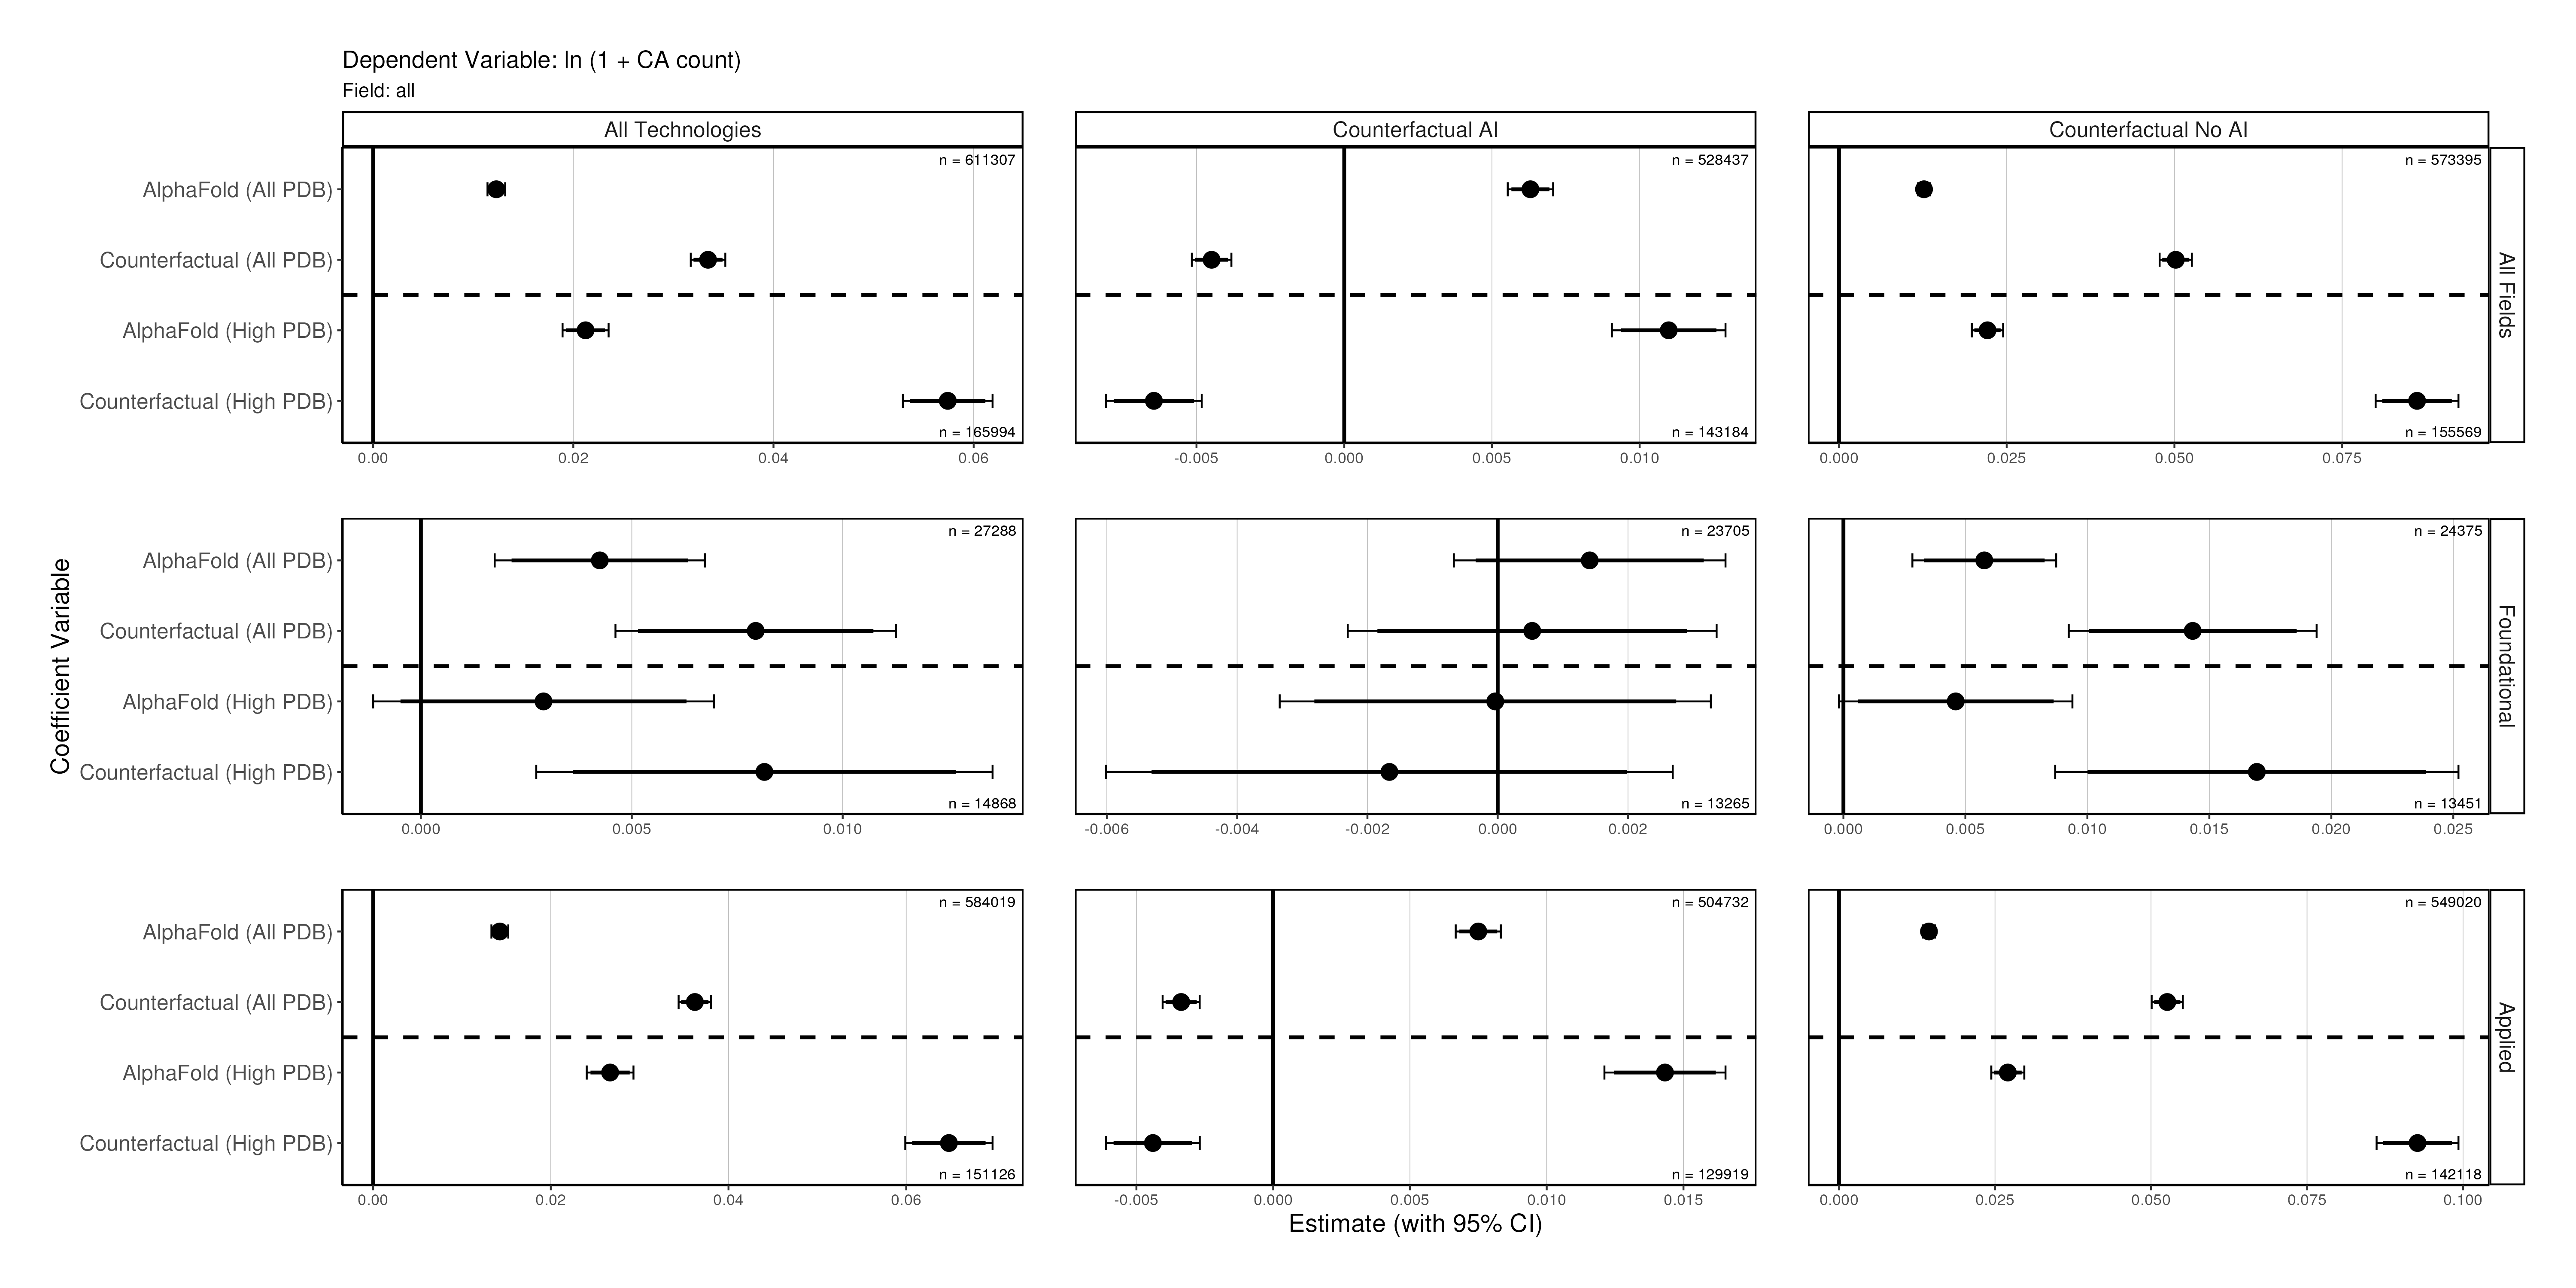 Dependent Variable: ln (1 + CA count)
Field: all
All Technologies
Counterfactual AI
Counterfactual No AI
Coefficient Variable
AlphaFold (All PDB)
Counterfactual (All PDB)
AlphaFold (High PDB)
Counterfactual (High PDB)
n = 611307
n = 165994
0.00 0.02 0.04 0.06
n = 528437
n = 143184
-0.005 0.000 0.005 0.010
n = 573395
n = 155569
0.000 0.025 0.050 0.075
All Fields
AlphaFold (All PDB)
Counterfactual (All PDB)
AlphaFold (High PDB)
Counterfactual (High PDB)
n = 27288
n = 14868
0.000 0.005 0.010
n = 23705
n = 13265
-0.006 -0.004 -0.002 0.000 0.002
n = 24375
n = 13451
0.000 0.005 0.010 0.015 0.020 0.025
Foundational
AlphaFold (All PDB)
Counterfactual (All PDB)
AlphaFold (High PDB)
Counterfactual (High PDB)
n = 584019
n = 151126
0.00 0.02 0.04 0.06
n = 504732
n = 129919
-0.005 0.000 0.005 0.010 0.015
n = 549020
n = 142118
0.000 0.025 0.050 0.075 0.100
Applied
Estimate (with 95% CI)